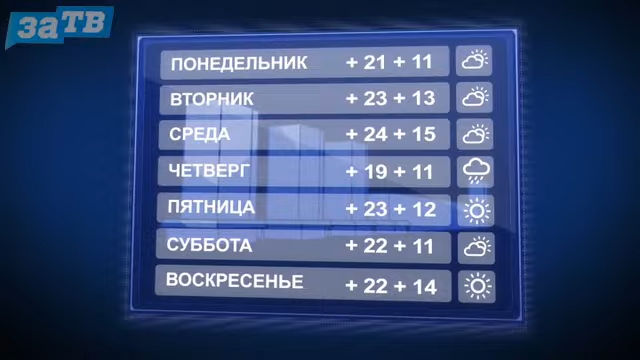 заТВ
ПОНЕДЕЛЬНИК + 21 + 11
ВТОРНИК + 23 + 13
СРЕДА + 24 + 15
ЧЕТВЕРГ + 19 + 11
ПЯТНИЦА + 23 + 12
СУББОТА + 22 + 11
ВОСКРЕСЕНЬЕ + 22 + 14